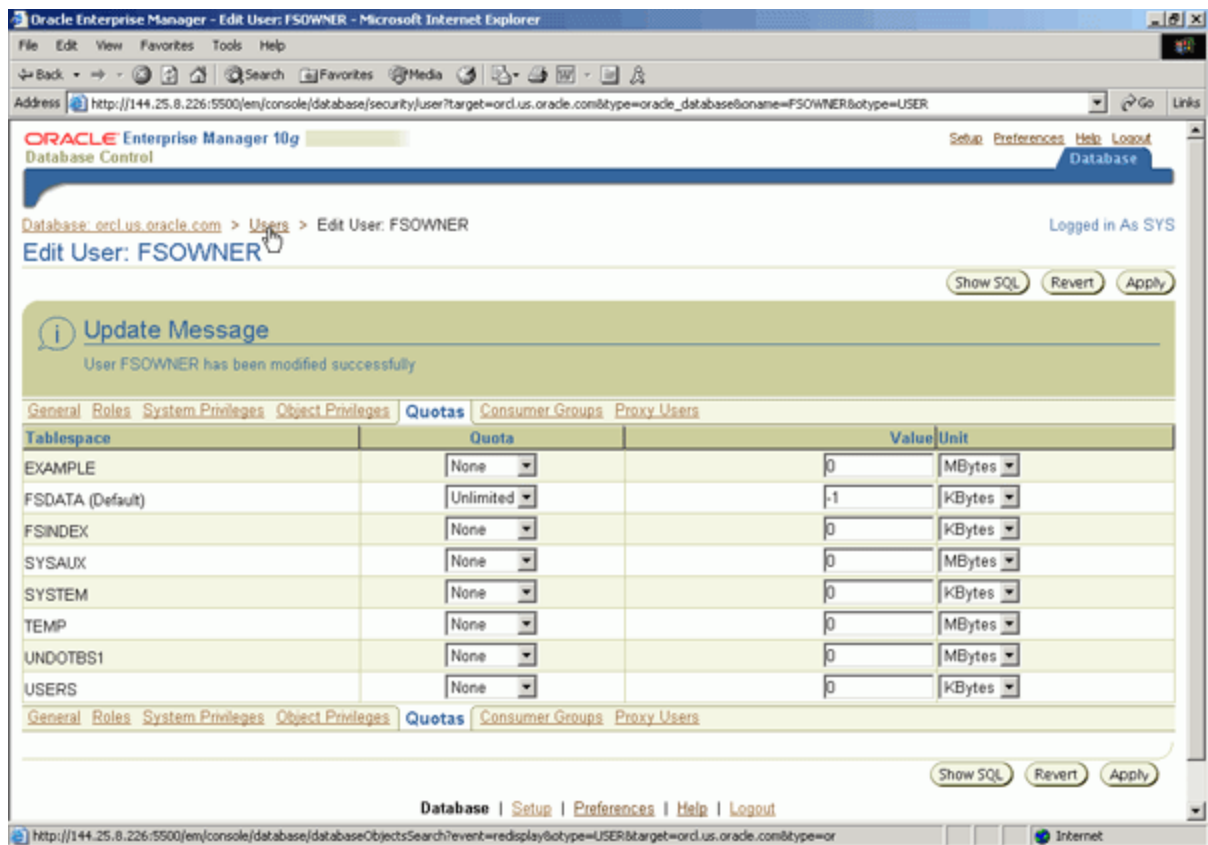 Oracle Enterprise Manager - Edit User: FSOWNER - Microsoft Internet Explorer
File Edit View Favorites Tools Help
Back Search Favorites Media
Address http://144.25.8.226:5500/em/console/database/security/user?target=orcl.us.oracle.com&type=oracle_database&oname=FSOWNER&otype=USER Go Links
ORACLE Enterprise Manager 10g
Setup Preferences Help Logout
Database Control
Database
Database: orcl.us.oracle.com > Users > Edit User: FSOWNER
Logged in As SYS
Edit User: FSOWNER
Show SQL Revert Apply
i Update Message
User FSOWNER has been modified successfully
General Roles System Privileges Object Privileges Quotas Consumer Groups Proxy Users
Tablespace Quota Value Unit
EXAMPLE None 0 MBytes
FSDATA (Default) Unlimited -1 KBytes
FSINDEX None 0 KBytes
SYSAUX None 0 MBytes
SYSTEM None 0 KBytes
TEMP None 0 MBytes
UNDOTBS1 None 0 MBytes
USERS None 0 KBytes
General Roles System Privileges Object Privileges Quotas Consumer Groups Proxy Users
Show SQL Revert Apply
Database | Setup | Preferences | Help | Logout
http://144.25.8.226:5500/em/console/database/databaseObjectsSearch?event=redisplay&otype=USER&target=orcl.us.oracle.com&type=or Internet